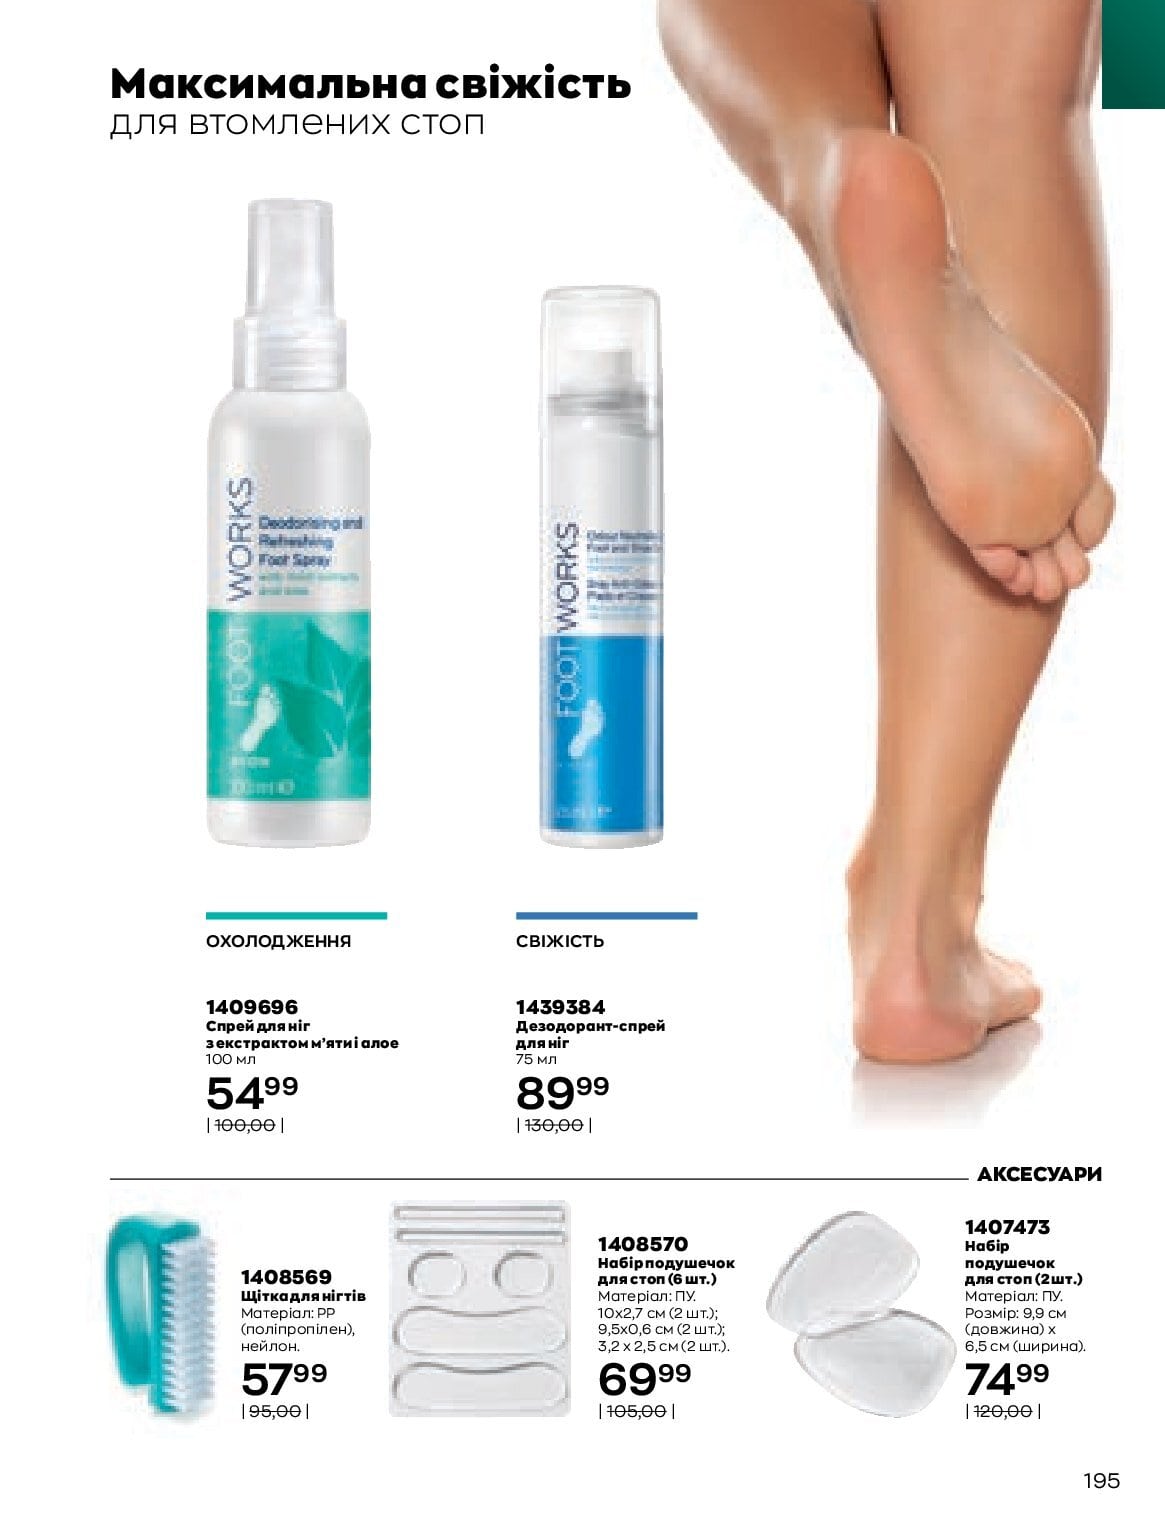 Максимальна свіжість
для втомлених стоп
FOOT WORKS
Deodorising and
Refreshing
Foot Spray
FOOT WORKS
ОХОЛОДЖЕННЯ
1409696
Спрей для ніг
з екстрактом м’яти і алое
100 мл
54⁹⁹
| 100,00 |
СВІЖІСТЬ
1439384
Дезодорант-спрей
для ніг
75 мл
89⁹⁹
| 130,00 |
АКСЕСУАРИ
1408569
Щітка для нігтів
Матеріал: РР
(поліпропілен),
нейлон.
57⁹⁹
| 95,00 |
1408570
Набір подушечок
для стоп (6 шт.)
Матеріал: ПУ.
10х2,7 см (2 шт.);
9,5х0,6 см (2 шт.);
3,2 х 2,5 см (2 шт.).
69⁹⁹
| 105,00 |
1407473
Набір
подушечок
для стоп (2шт.)
Матеріал: ПУ.
Розмір: 9,9 см
(довжина) х
6,5 см (ширина).
74⁹⁹
| 120,00 |
195